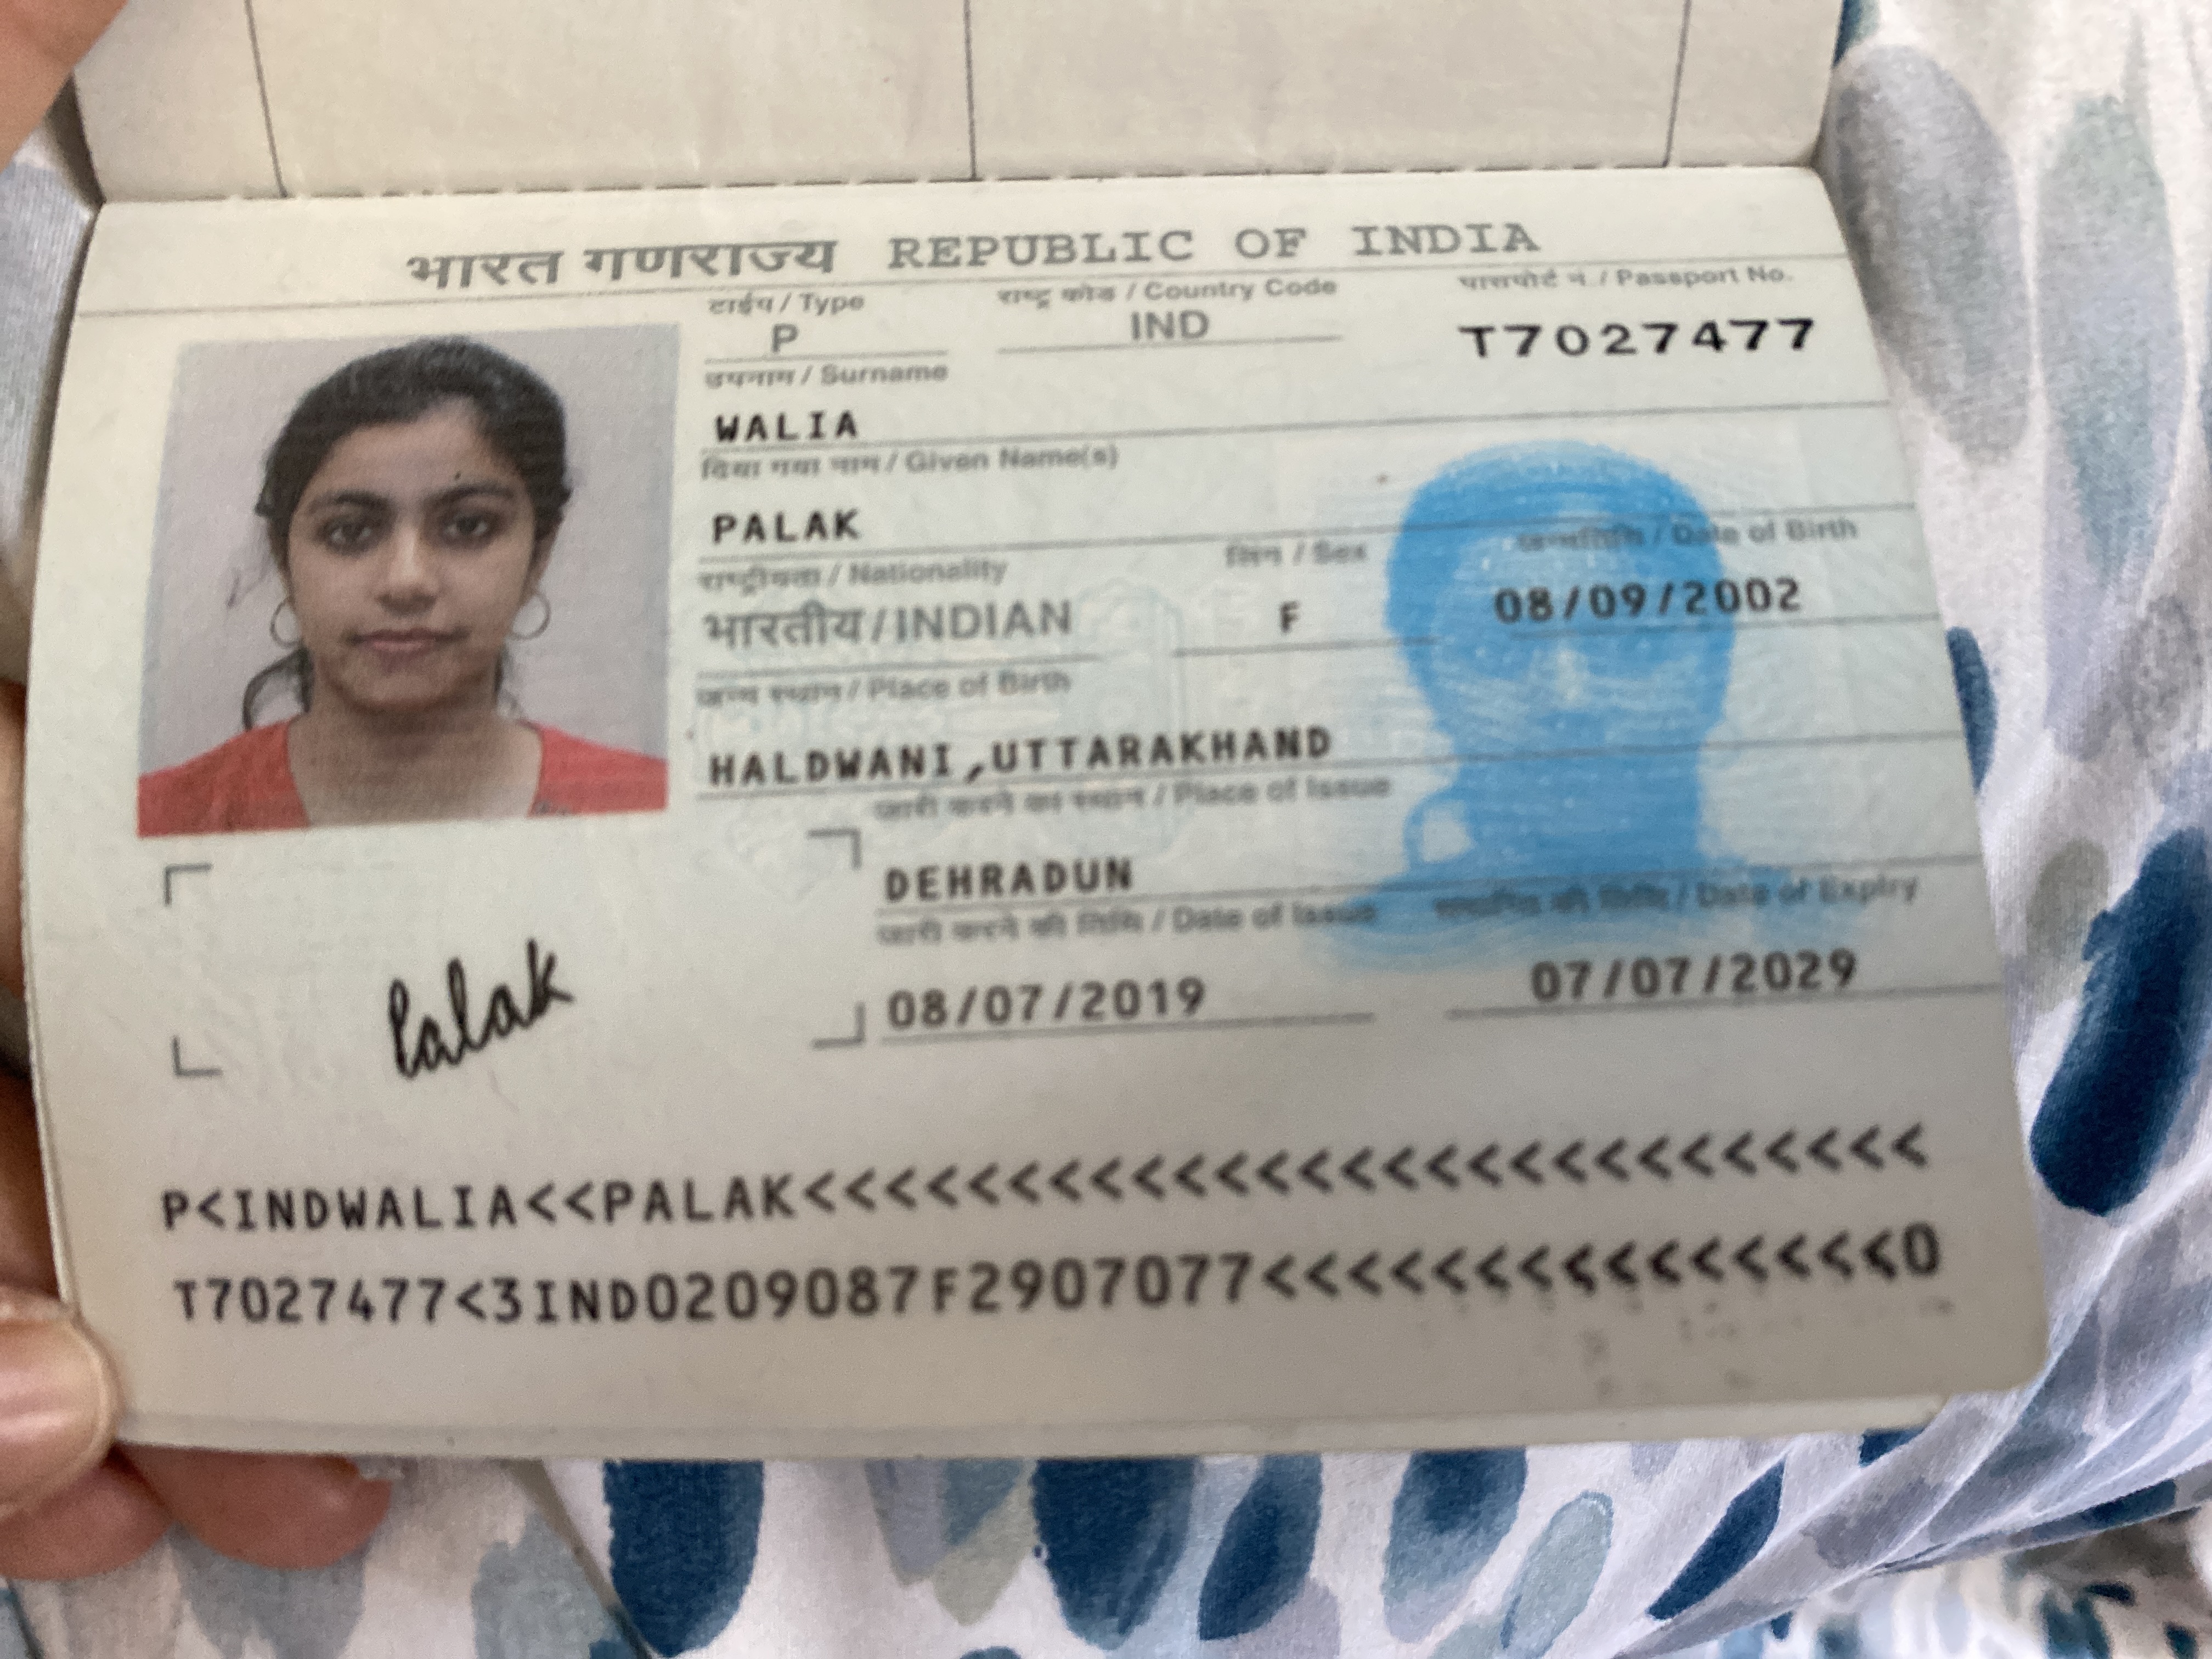 भारत गणराज्य REPUBLIC OF INDIA
टाईप / Type राष्ट्र कोड / Country Code पासपोर्ट नं. / Passport No.
P IND T7027477
उपनाम / Surname
WALIA
दिया गया नाम / Given Name(s)
PALAK
राष्ट्रीयता / Nationality लिंग / Sex जन्मतिथि / Date of Birth
भारतीय / INDIAN F 08/09/2002
जन्म स्थान / Place of Birth
HALDWANI,UTTARAKHAND
जारी करने का स्थान / Place of Issue
DEHRADUN
जारी करने की तिथि / Date of Issue समाप्ति की तिथि / Date of Expiry
08/07/2019 07/07/2029
Palak
P<INDWALIA<<PALAK<<<<<<<<<<<<<<<<<<<<<<<<<<<
T7027477<3IND0209087F2907077<<<<<<<<<<<<<<<0